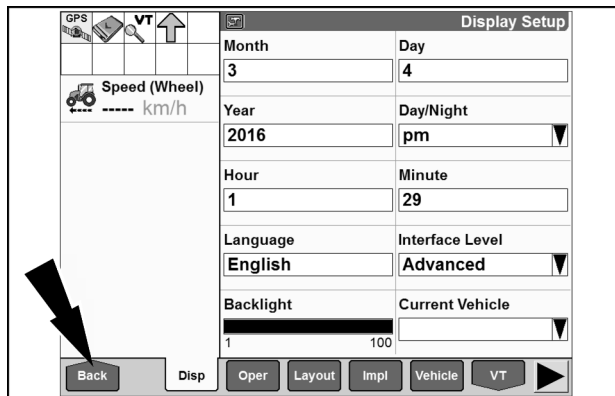 GPS
VT
Display Setup
Speed (Wheel)
----- km/h
Month
Day
3
4
Year
Day/Night
2016
pm
Hour
Minute
1
29
Language
Interface Level
English
Advanced
Backlight
Current Vehicle
1
100
Back
Disp
Oper
Layout
Impl
Vehicle
VT